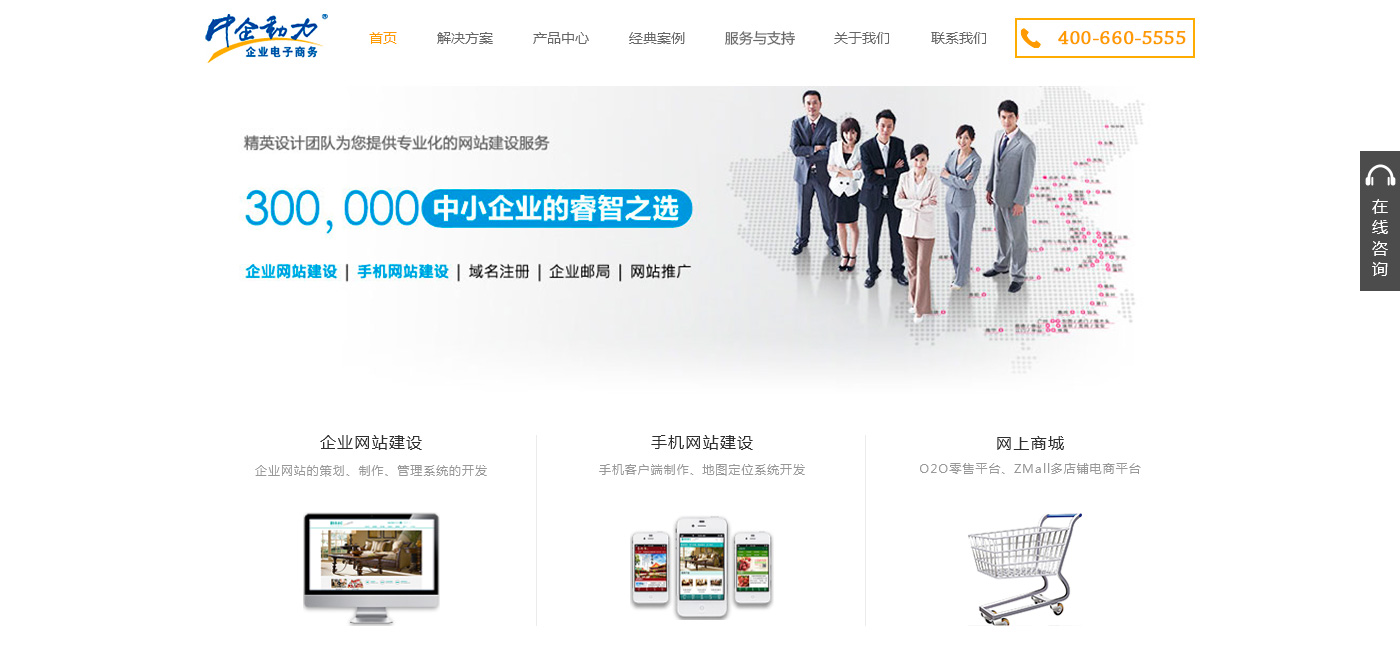 中企动力®
企业电子商务
首页 解决方案 产品中心 经典案例 服务与支持 关于我们 联系我们 400-660-5555
精英设计团队为您提供专业化的网站建设服务
300,000中小企业的睿智之选
企业网站建设 | 手机网站建设 | 域名注册 | 企业邮局 | 网站推广
在线咨询
企业网站建设
企业网站的策划、制作、管理系统的开发
手机网站建设
手机客户端制作、地图定位系统开发
网上商城
O2O零售平台、ZMall多店铺电商平台